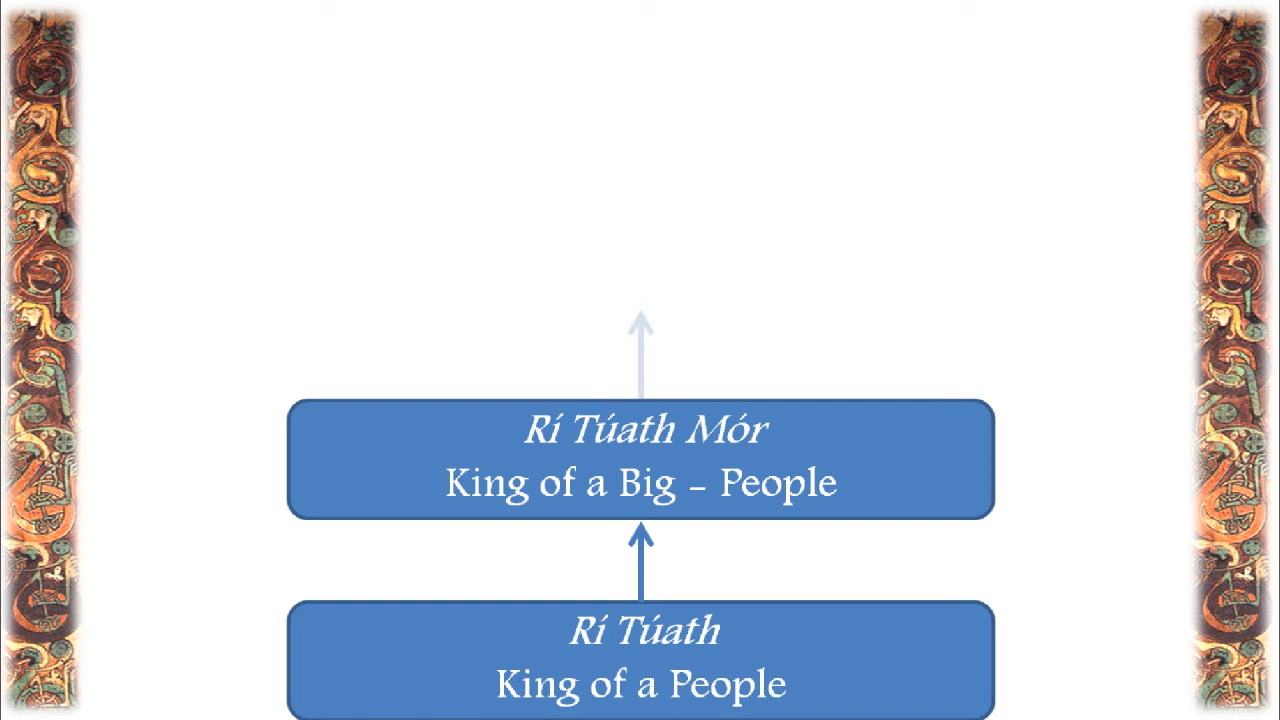 Rí Túath Mór
King of a Big – People
Rí Túath
King of a People